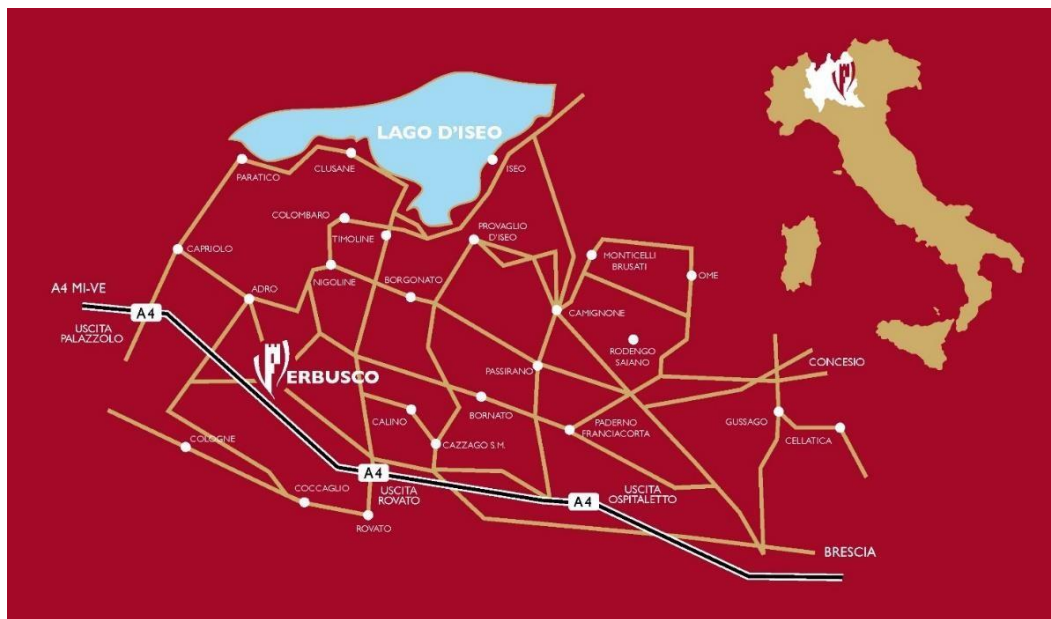 LAGO D'ISEO
PARATICO
CLUSANE
ISEO
COLOMBARO
TIMOLINE
PROVAGLIO
D'ISEO
CAPRIOLO
MONTICELLI
BRUSATI
OME
NIGOLINE
BORGONATO
ADRO
A4 MI-VE
A4
USCITA
PALAZZOLO
CAMIGNONE
RODENGO
SAIANO
CONCESIO
ERBUSCO
PASSIRANO
CALINO
BORNATO
PADERNO
FRANCIACORTA
GUSSAGO
CELLATICA
COLOGNE
CAZZAGO S.M.
A4
USCITA
ROVATO
COCCAGLIO
ROVATO
A4
USCITA
OSPITALETTO
BRESCIA